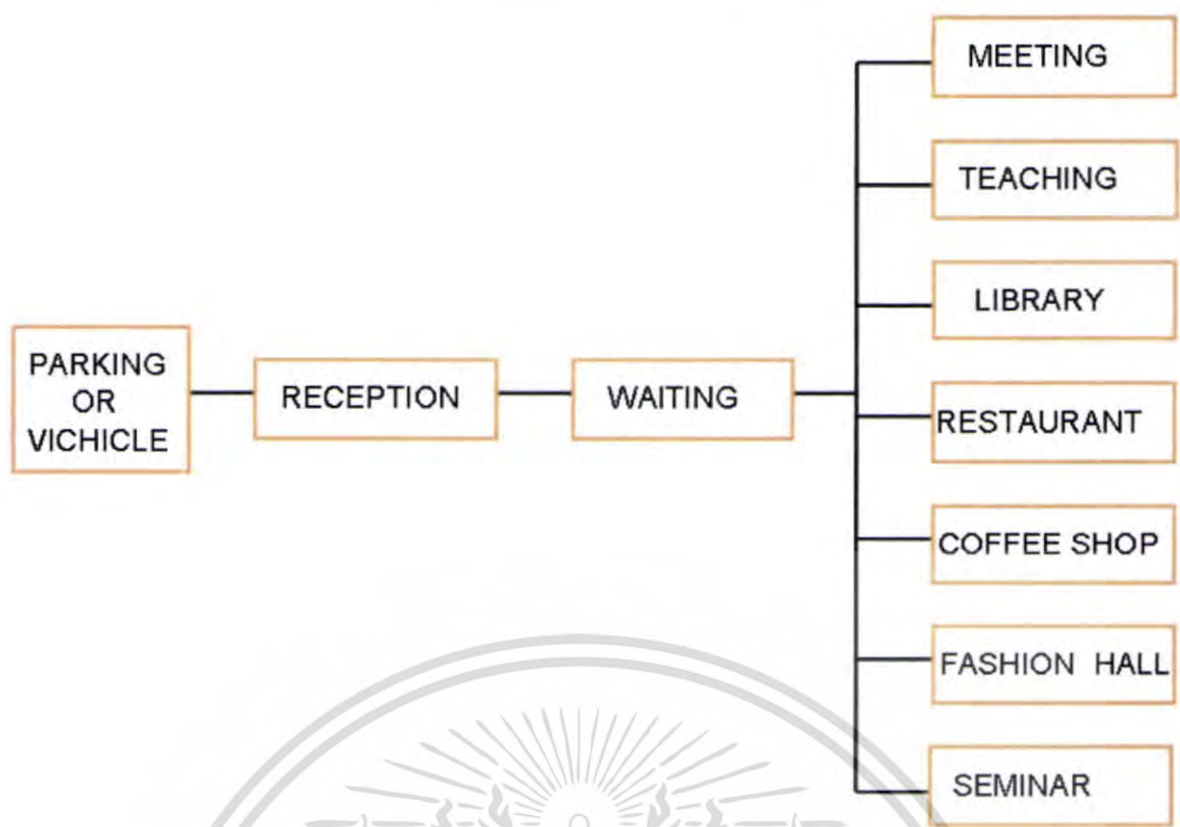 PARKING
OR
VICHICLE
RECEPTION
WAITING
MEETING
TEACHING
LIBRARY
RESTAURANT
COFFEE SHOP
FASHION HALL
SEMINAR